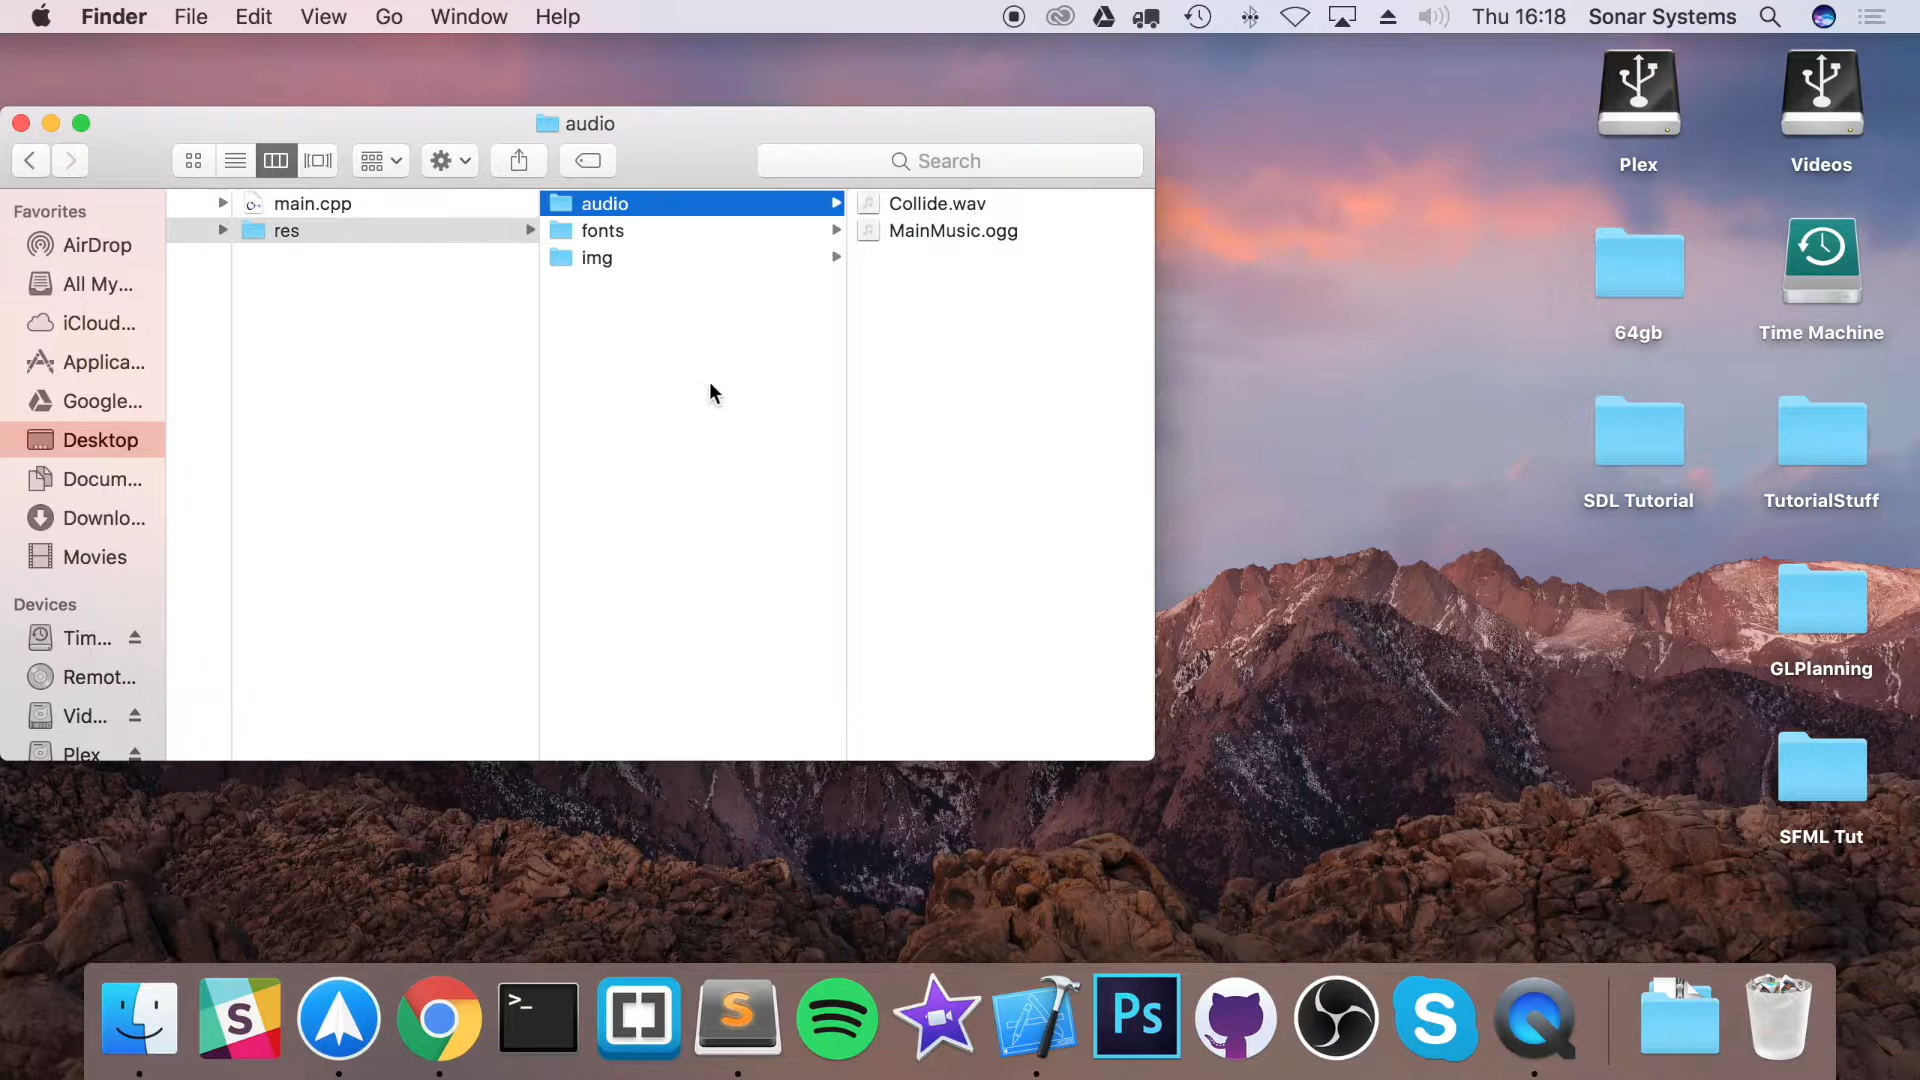 Finder File Edit View Go Window Help Thu 16:18 Sonar Systems
audio
Search
Favorites
AirDrop
All My...
iCloud...
Applica...
Google...
Desktop
Docum...
Downlo...
Movies
Devices
Tim...
Remot...
Vid...
Plex
main.cpp
res
audio
fonts
img
Collide.wav
MainMusic.ogg
Plex
Videos
64gb
Time Machine
SDL Tutorial
TutorialStuff
GLPlanning
SFML Tut
S
>_
S
Ps
S